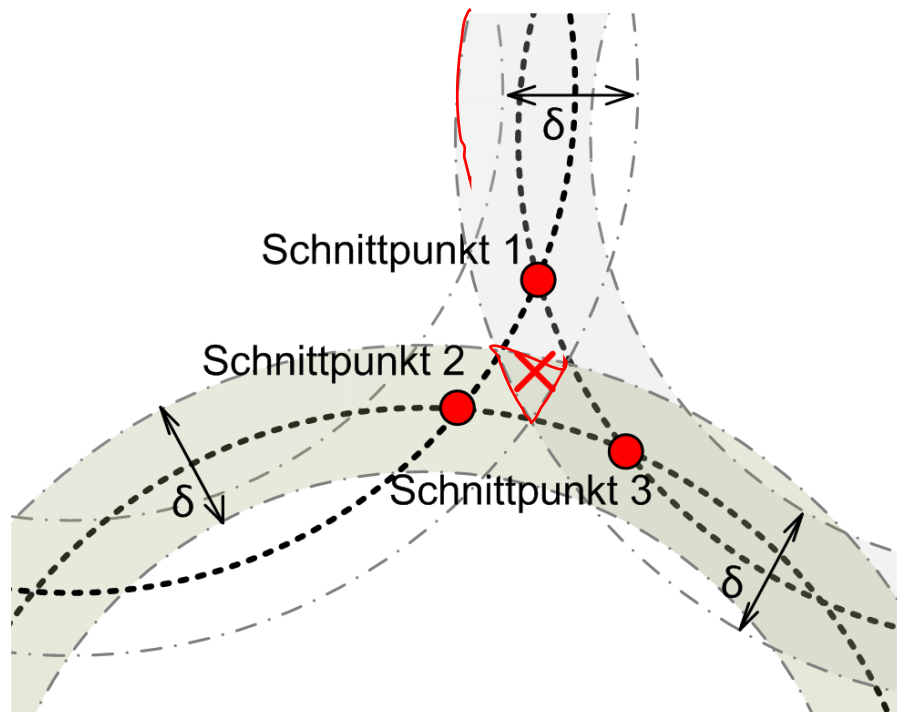 δ
Schnittpunkt 1
Schnittpunkt 2
Schnittpunkt 3
δ
δ